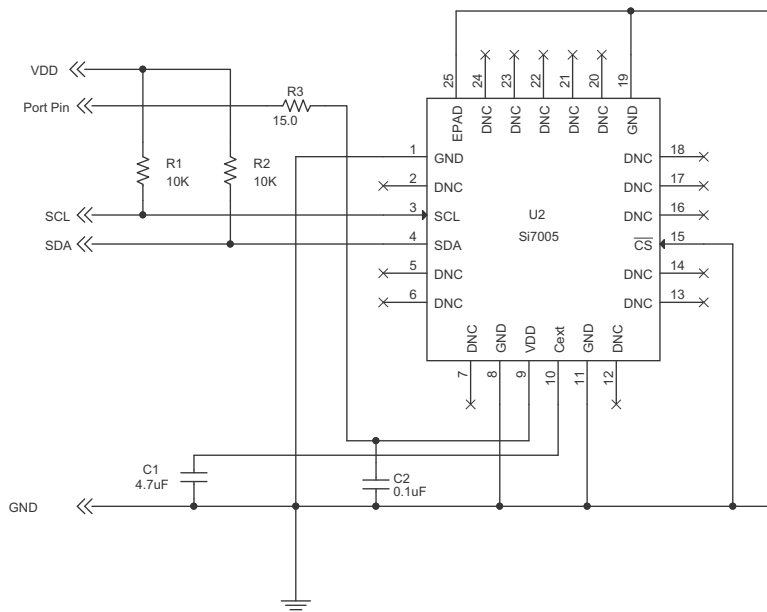 25
24
23
22
21
20
19
EPAD
DNC
DNC
DNC
DNC
DNC
GND
VDD
Port Pin
R3
15.0
R1
10K
R2
10K
SCL
SDA
1
GND
2
DNC
3
SCL
4
SDA
5
DNC
6
DNC
U2
Si7005
DNC
18
DNC
17
DNC
16
CS
15
DNC
14
DNC
13
DNC
GND
VDD
Cext
GND
DNC
7
8
9
10
11
12
C1
4.7uF
C2
0.1uF
GND